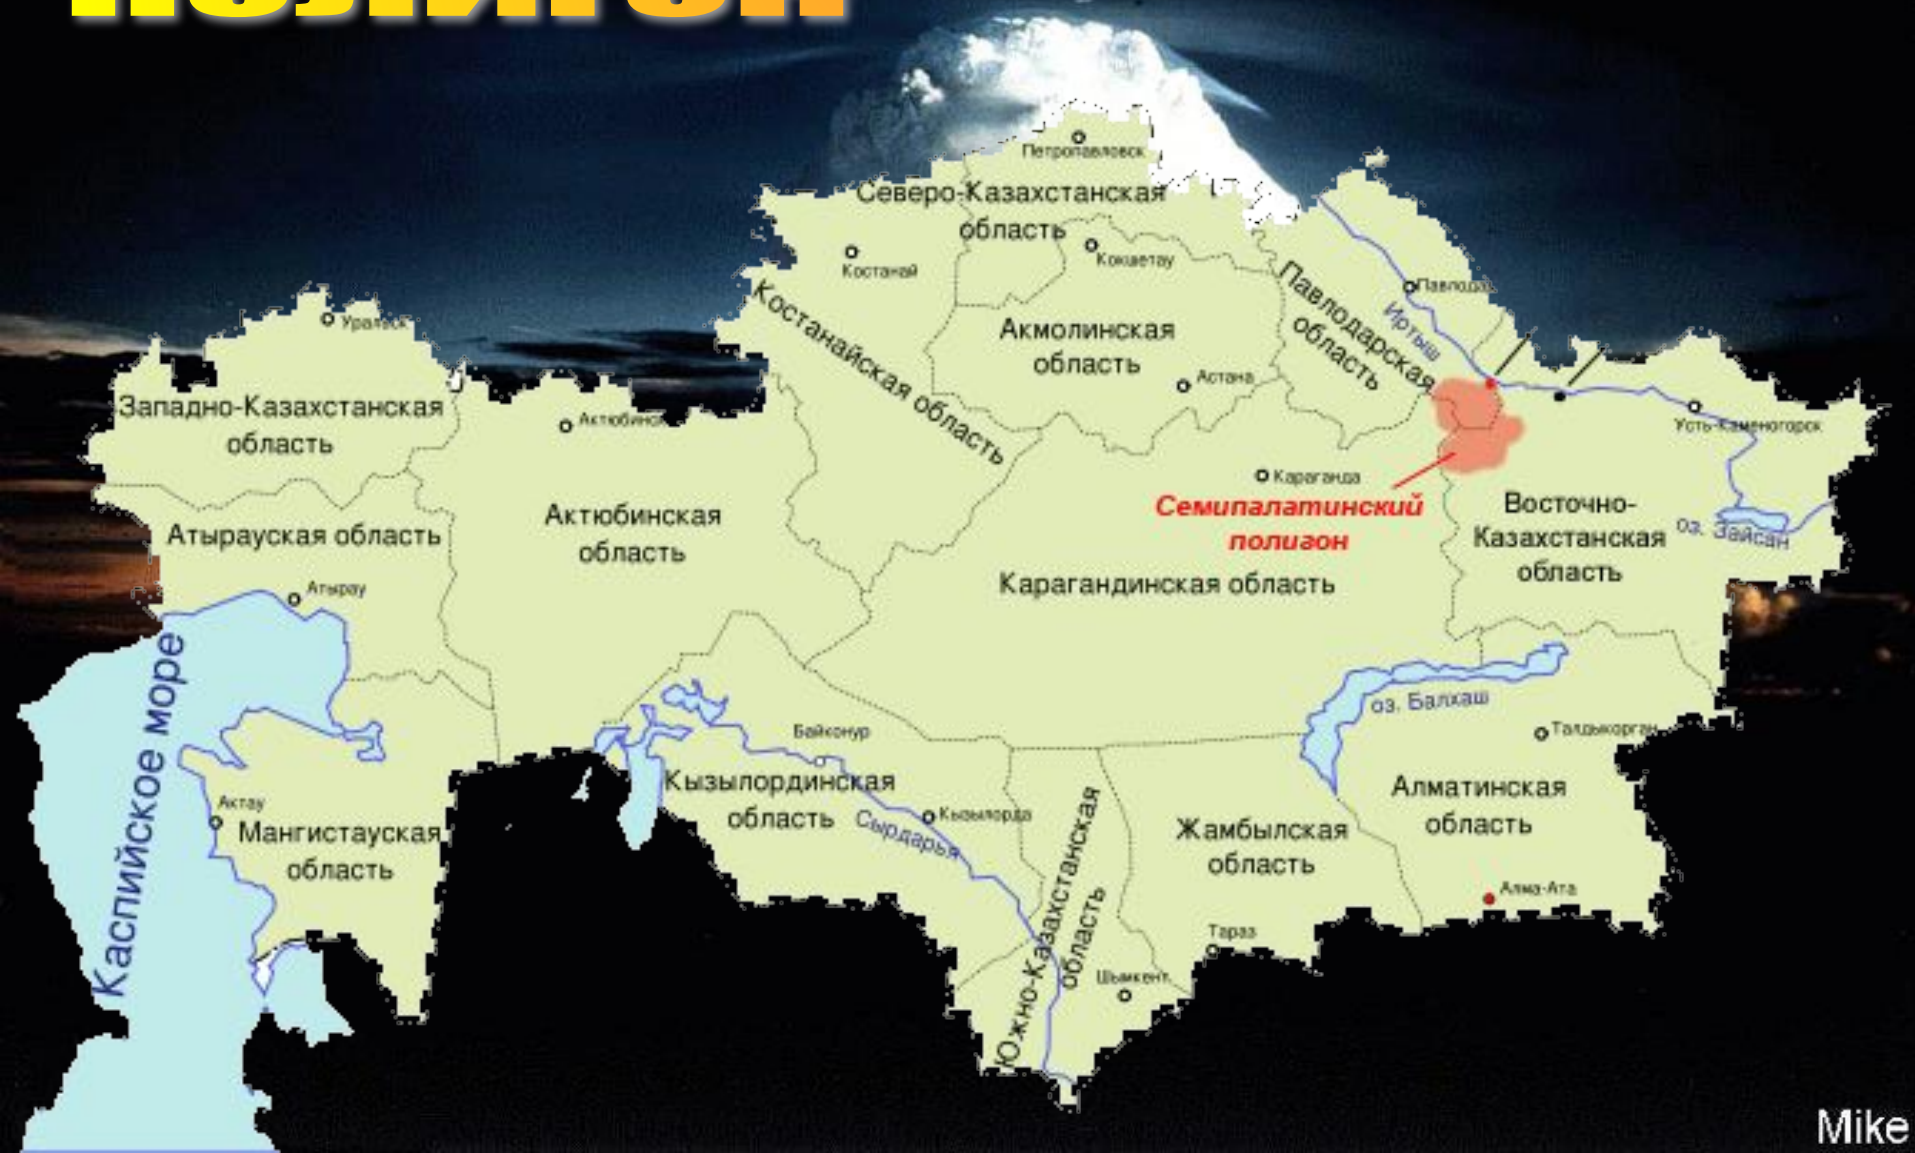 ПОЛИГОН
Петропавловск
Северо-Казахстанская
область
Костанай
Кокшетау
Костанайская область
Акмолинская
область
Астана
Павлодарская
область
Павлодар
Иртыш
Уральск
Западно-Казахстанская
область
Актюбинск
Караганда
Усть-Каменогорск
Семипалатинский
полигон
Восточно-
Казахстанская
область
оз. Зайсан
Атырауская область
Атырау
Актюбинская
область
Карагандинская область
Каспийское море
оз. Балхаш
Талдыкорган
Байконур
Кызылординская
область
Кызылорда
Сырдарья
Актау
Мангистауская
область
Южно-Казахстанская
область
Жамбылская
область
Алматинская
область
Алма-Ата
Тараз
Шымкент
Mike